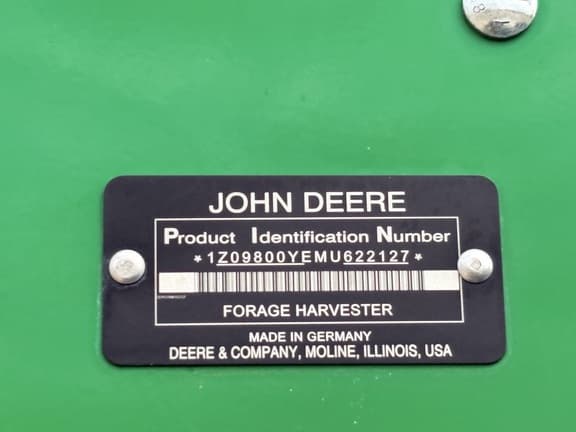 JOHN DEERE
Product Identification Number
*1Z09800YEMU622127*
FORAGE HARVESTER
MADE IN GERMANY
DEERE & COMPANY, MOLINE, ILLINOIS, USA